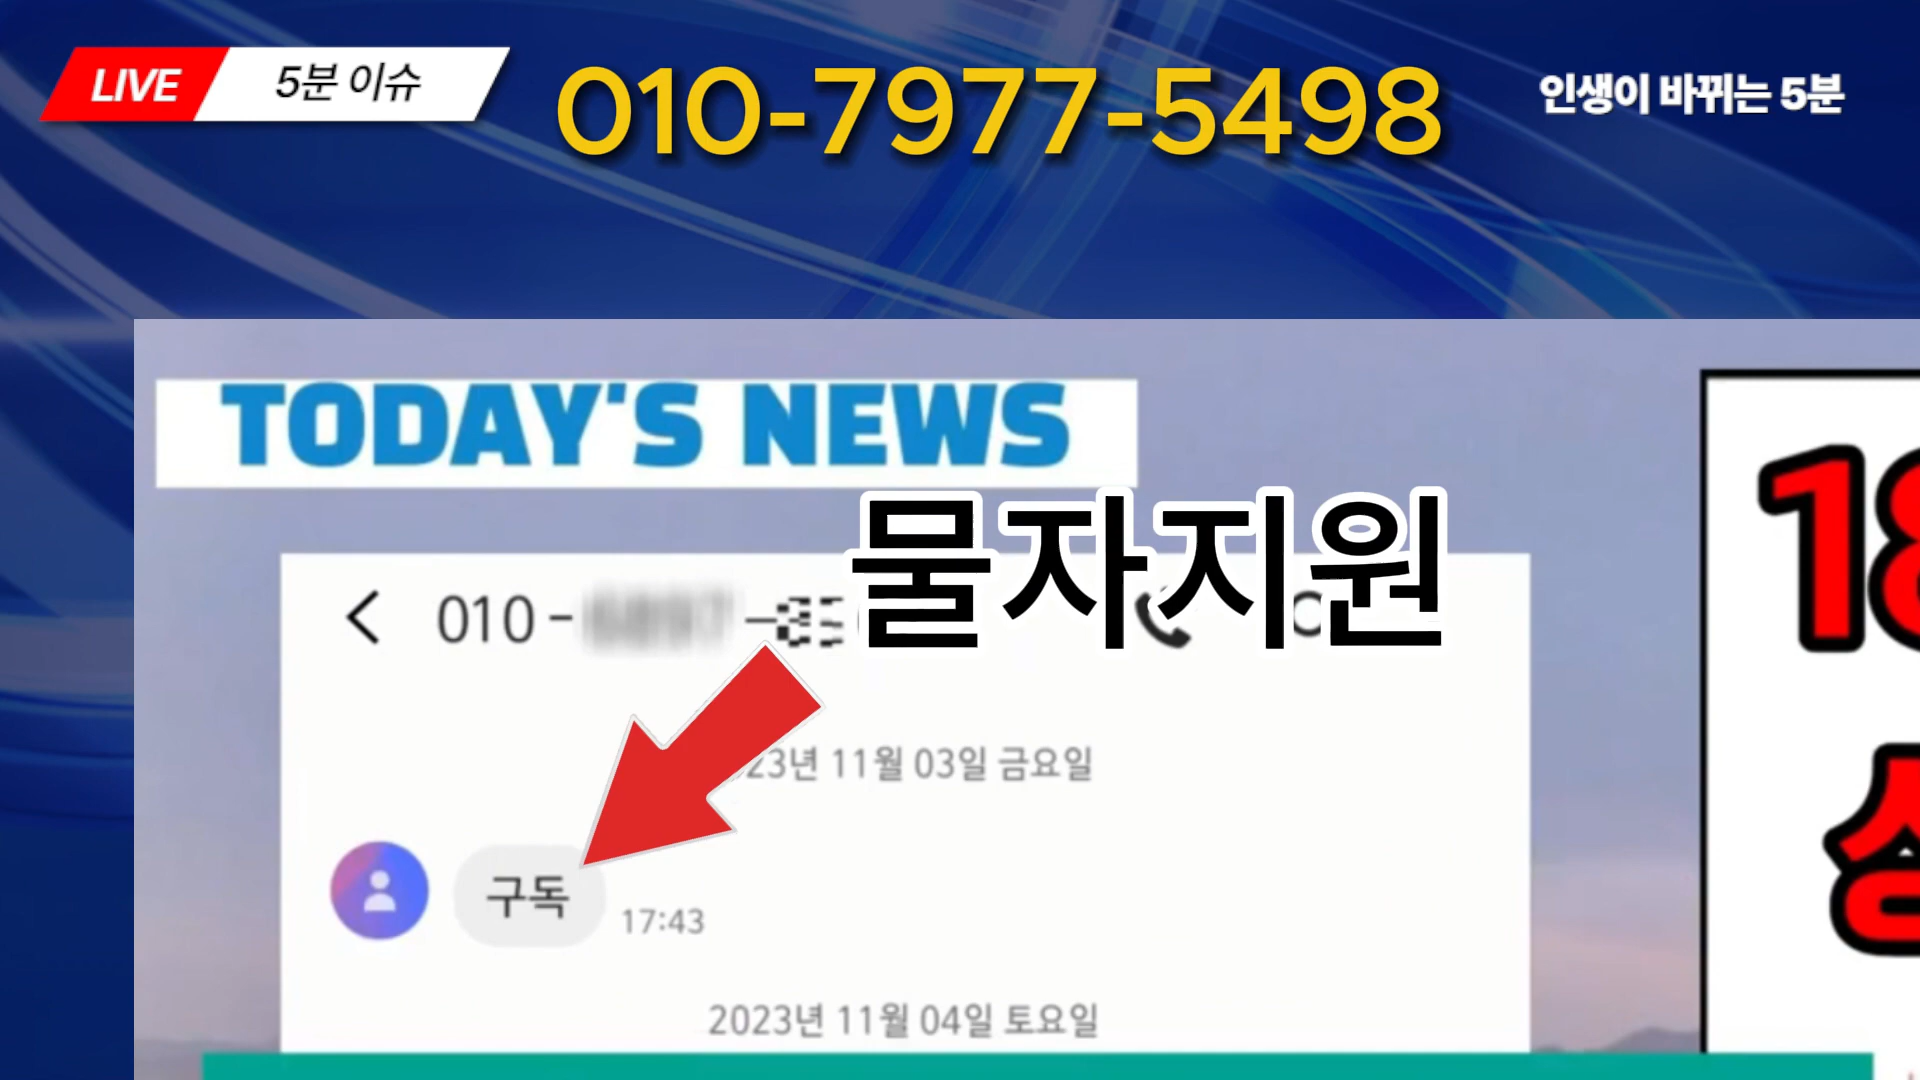 LIVE 5분 이슈
010-7977-5498
인생이 바뀌는 5분
TODAY'S NEWS
물자지원
010-
23년 11월 03일 금요일
구독
17:43
2023년 11월 04일 토요일